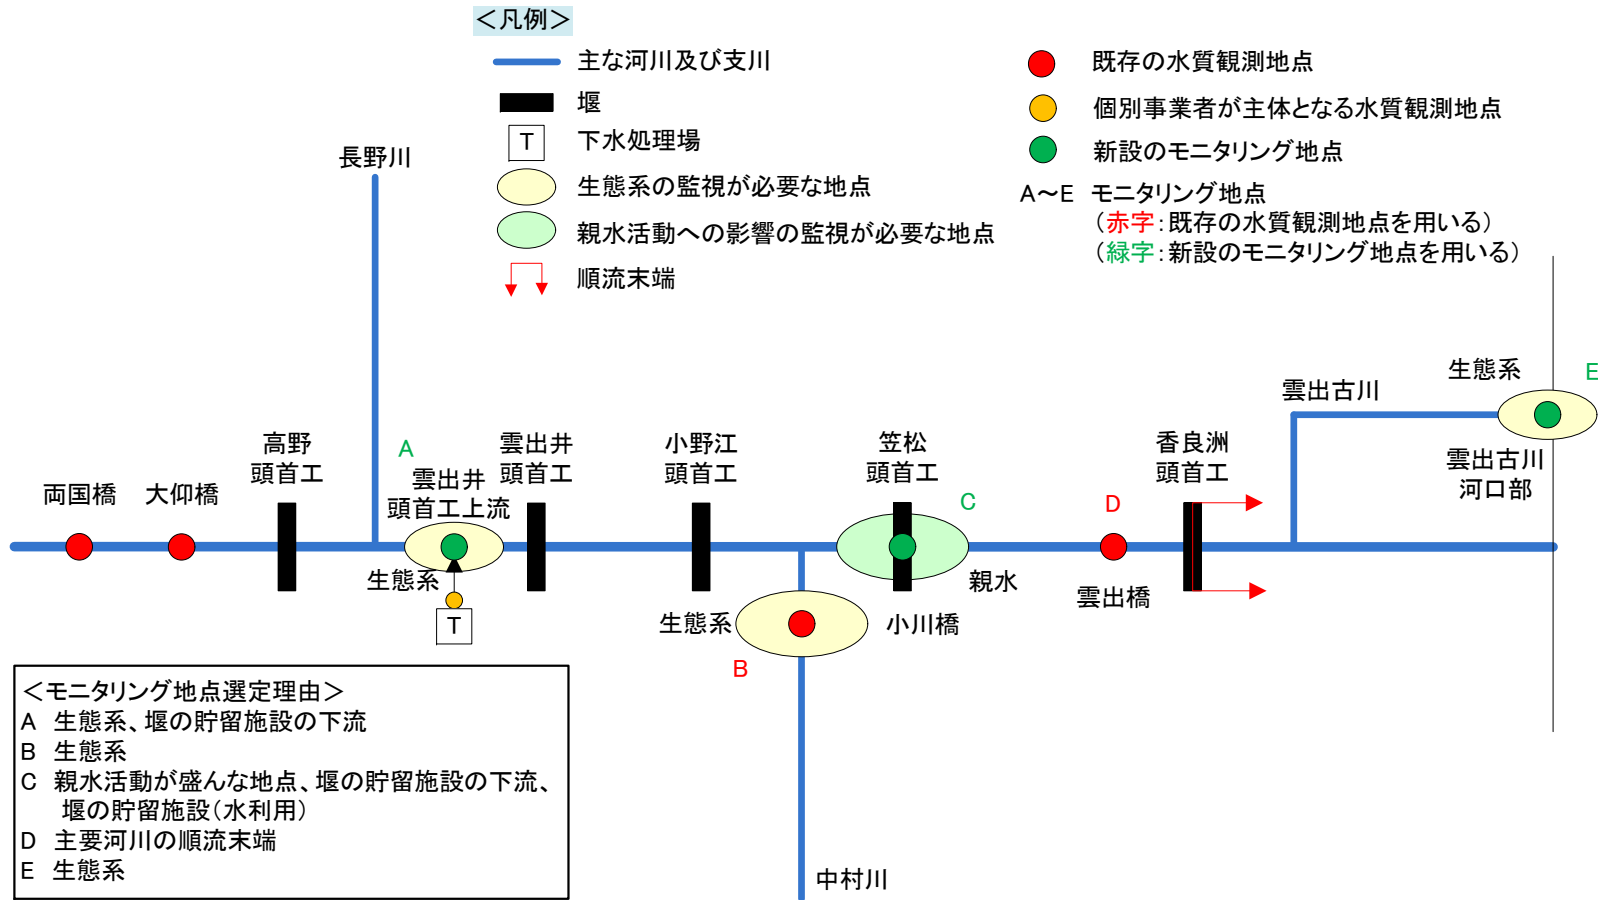 ＜凡例＞
主な河川及び支川
堰
T
下水処理場
生態系の監視が必要な地点
親水活動への影響の監視が必要な地点
順流末端
既存の水質観測地点
個別事業者が主体となる水質観測地点
新設のモニタリング地点
A～E モニタリング地点
（赤字：既存の水質観測地点を用いる）
（緑字：新設のモニタリング地点を用いる）
長野川
両国橋
大仰橋
高野
頭首工
A
雲出井
頭首工上流
生態系
T
雲出井
頭首工
小野江
頭首工
生態系
B
中村川
笠松
頭首工
C
親水
小川橋
D
雲出橋
香良洲
頭首工
雲出古川
生態系
E
雲出古川
河口部
＜モニタリング地点選定理由＞
A 生態系、堰の貯留施設の下流
B 生態系
C 親水活動が盛んな地点、堰の貯留施設の下流、
堰の貯留施設（水利用）
D 主要河川の順流末端
E 生態系